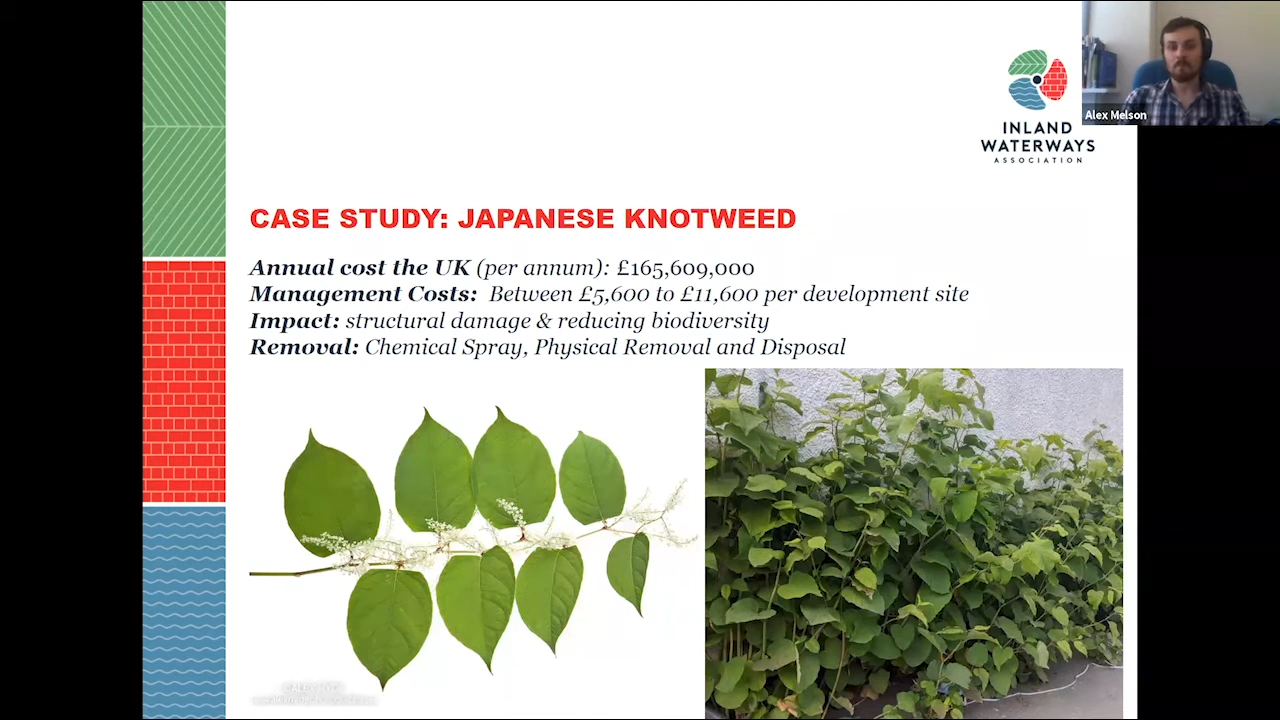 Alex Melson
INLAND
WATERWAYS
ASSOCIATION
CASE STUDY: JAPANESE KNOTWEED
Annual cost the UK (per annum): £165,609,000
Management Costs: Between £5,600 to £11,600 per development site
Impact: structural damage & reducing biodiversity
Removal: Chemical Spray, Physical Removal and Disposal